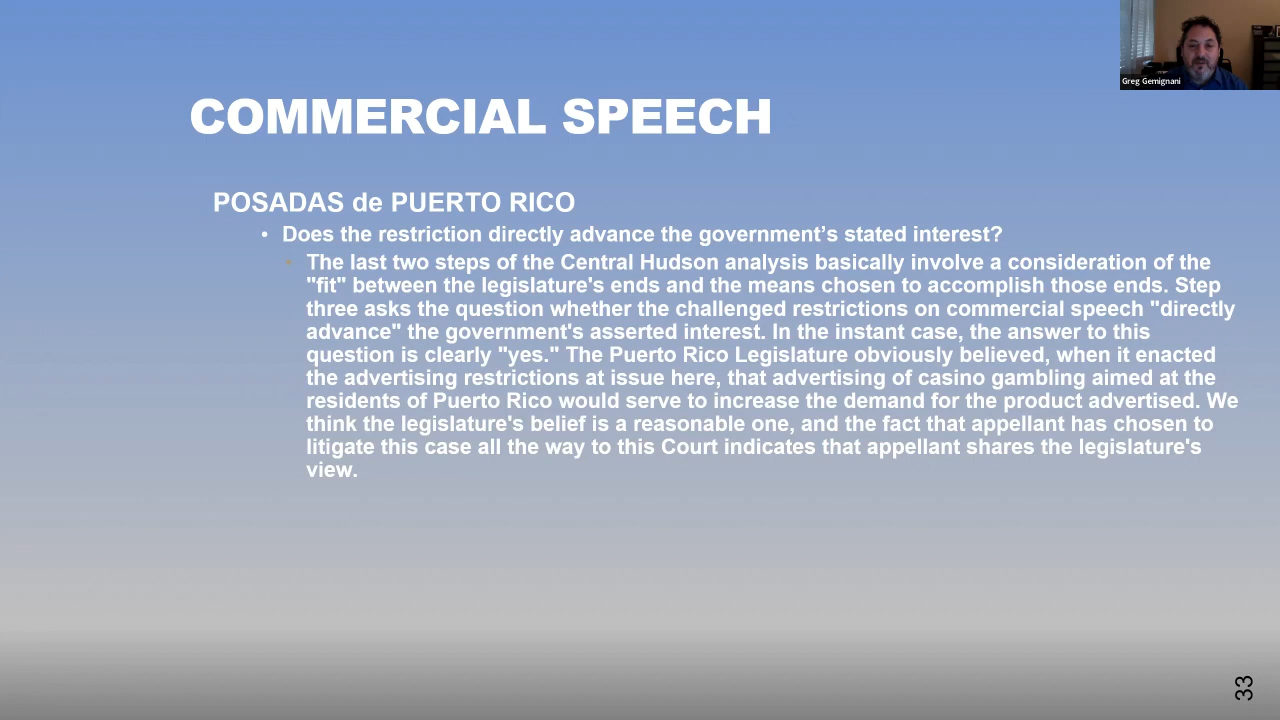 Greg Gemignani
COMMERCIAL SPEECH
POSADAS de PUERTO RICO
• Does the restriction directly advance the government’s stated interest?
• The last two steps of the Central Hudson analysis basically involve a consideration of the
"fit" between the legislature's ends and the means chosen to accomplish those ends. Step
three asks the question whether the challenged restrictions on commercial speech "directly
advance" the government's asserted interest. In the instant case, the answer to this
question is clearly "yes." The Puerto Rico Legislature obviously believed, when it enacted
the advertising restrictions at issue here, that advertising of casino gambling aimed at the
residents of Puerto Rico would serve to increase the demand for the product advertised. We
think the legislature's belief is a reasonable one, and the fact that appellant has chosen to
litigate this case all the way to this Court indicates that appellant shares the legislature's
view.
33